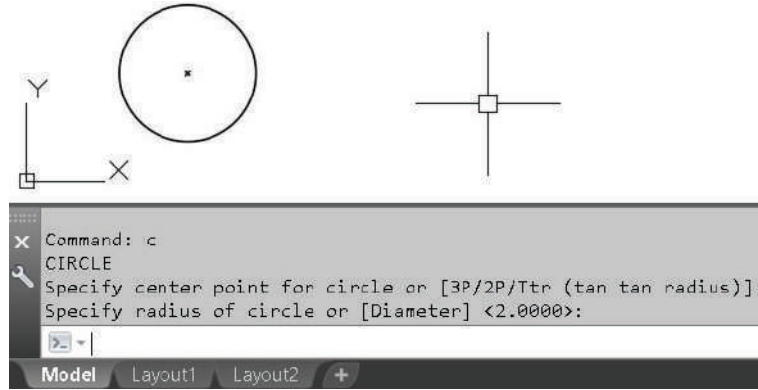 Y
X
Command: c
CIRCLE
Specify center point for circle or [3P/2P/Ttr (tan tan radius)]
Specify radius of circle or [Diameter] <2.0000>:
Model Layout1 Layout2 +